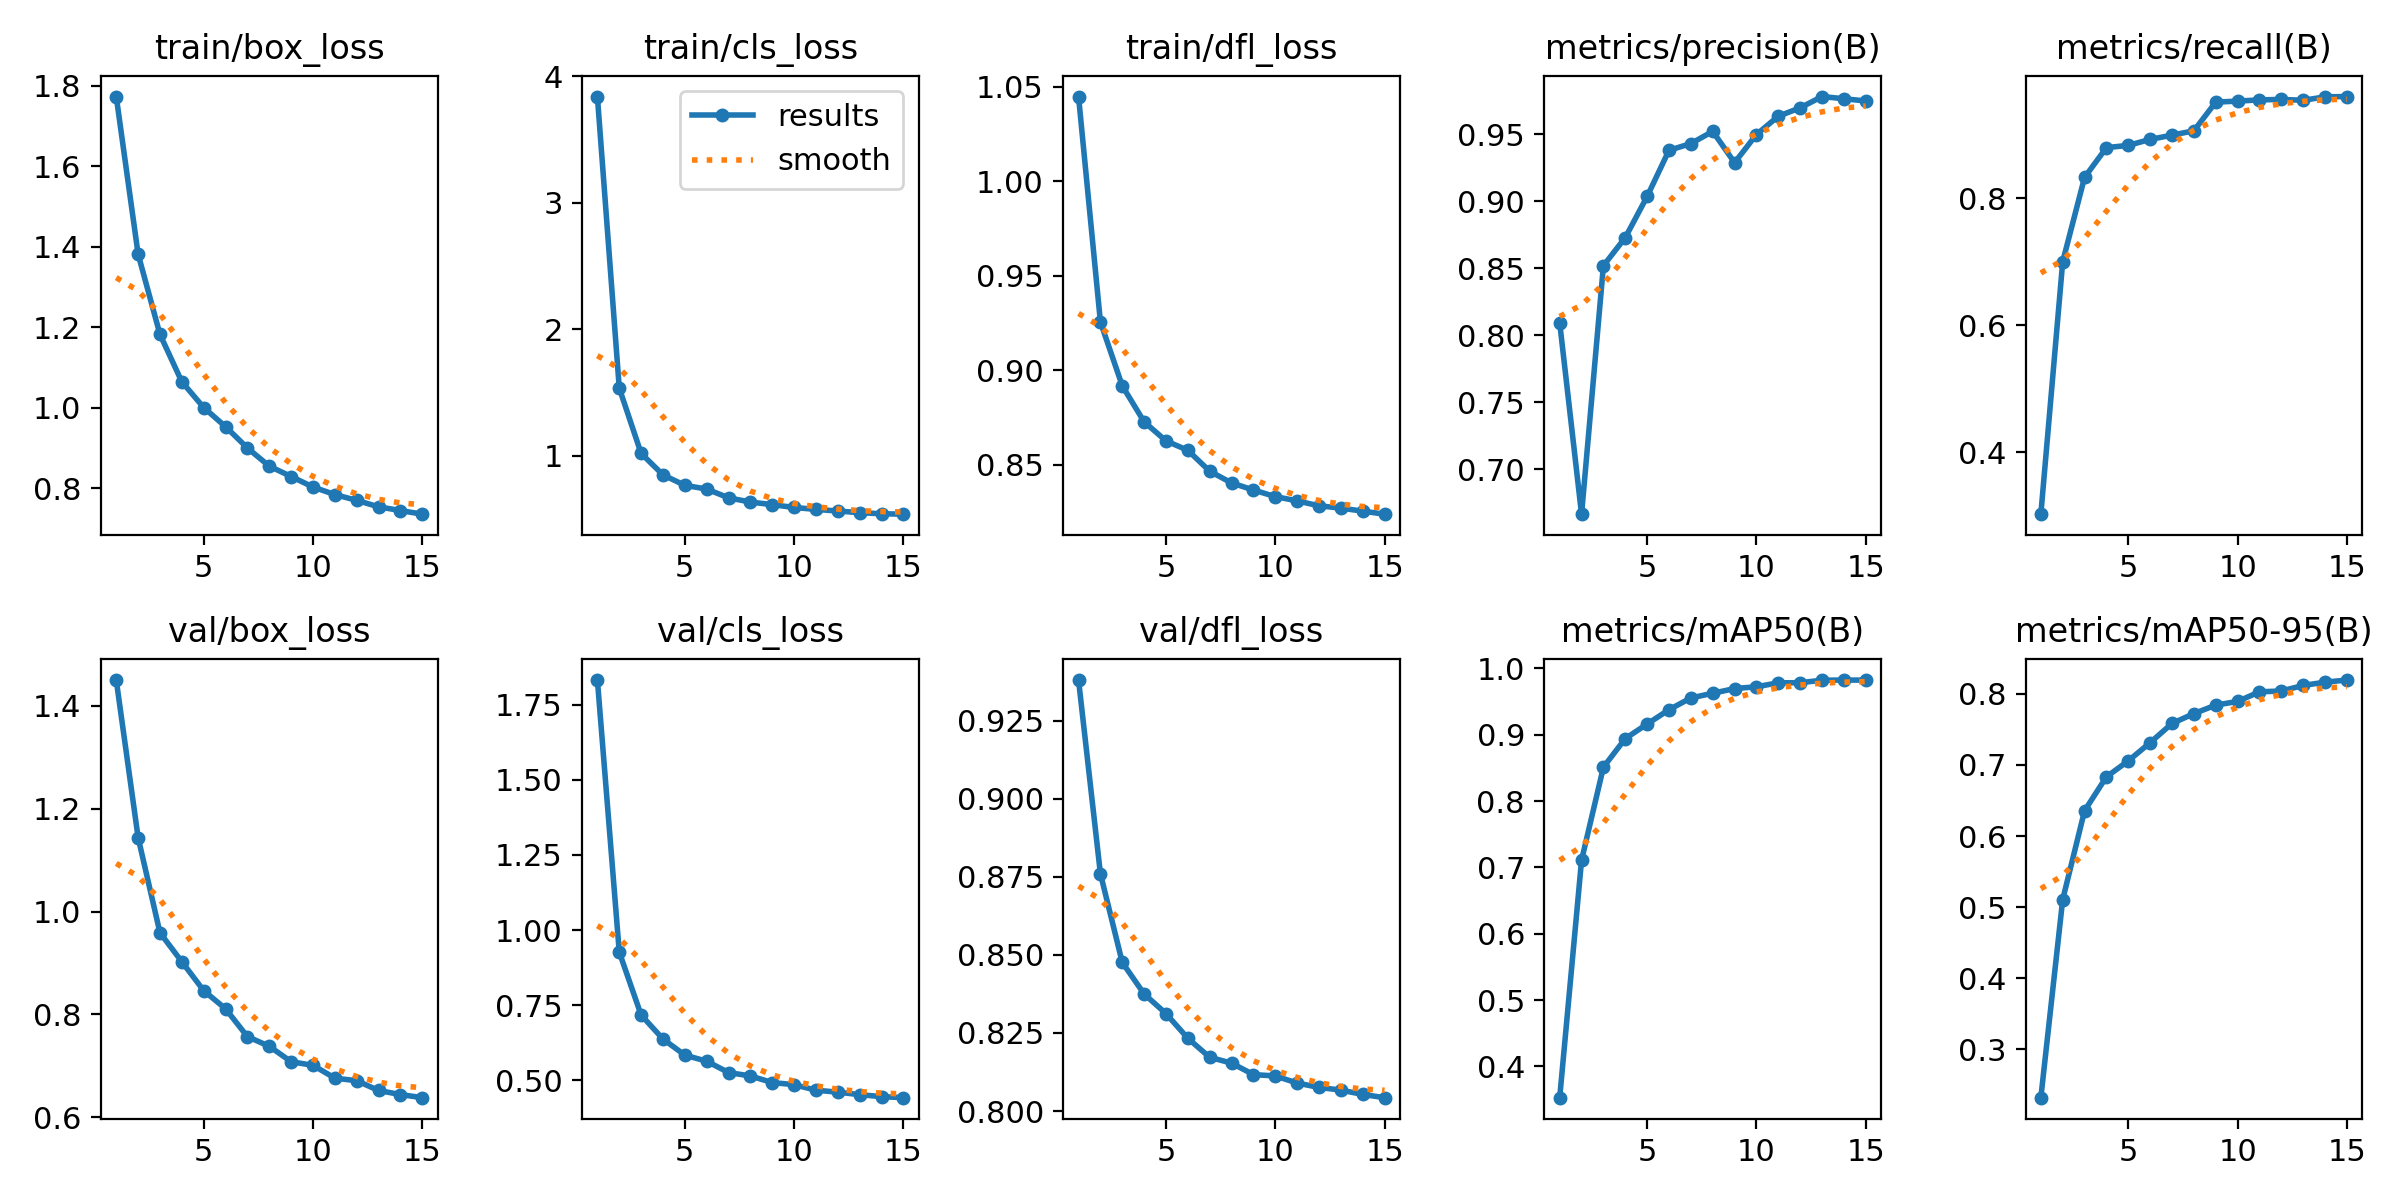 train/box_loss
1.8
1.6
1.4
1.2
1.0
0.8
5 10 15
train/cls_loss
4
3
2
1
results
smooth
5 10 15
train/dfl_loss
1.05
1.00
0.95
0.90
0.85
5 10 15
metrics/precision(B)
0.95
0.90
0.85
0.80
0.75
0.70
5 10 15
metrics/recall(B)
0.8
0.6
0.4
5 10 15
val/box_loss
1.4
1.2
1.0
0.8
0.6
5 10 15
val/cls_loss
1.75
1.50
1.25
1.00
0.75
0.50
5 10 15
val/dfl_loss
0.925
0.900
0.875
0.850
0.825
0.800
5 10 15
metrics/mAP50(B)
1.0
0.9
0.8
0.7
0.6
0.5
0.4
5 10 15
metrics/mAP50-95(B)
0.8
0.7
0.6
0.5
0.4
0.3
5 10 15